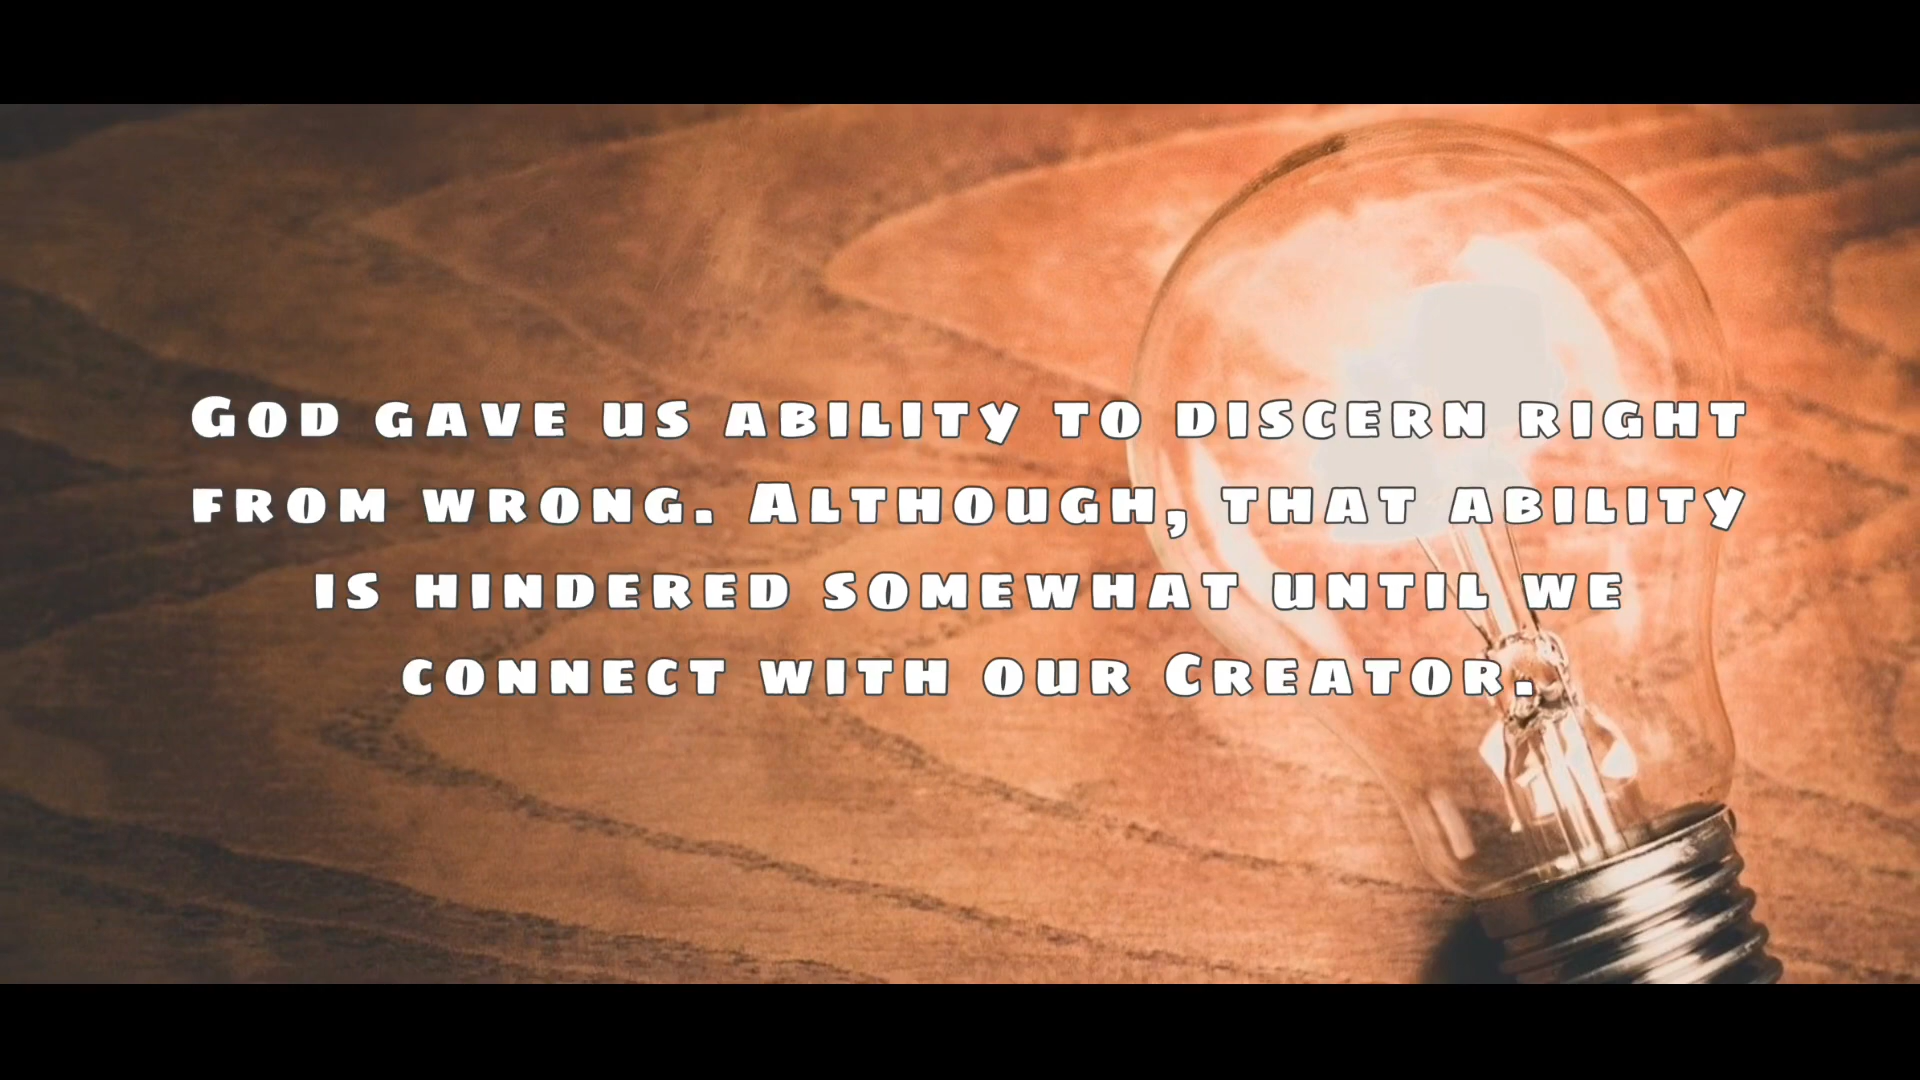 God gave us ability to discern right
from wrong. Although, that ability
is hindered somewhat until we
connect with our Creator.